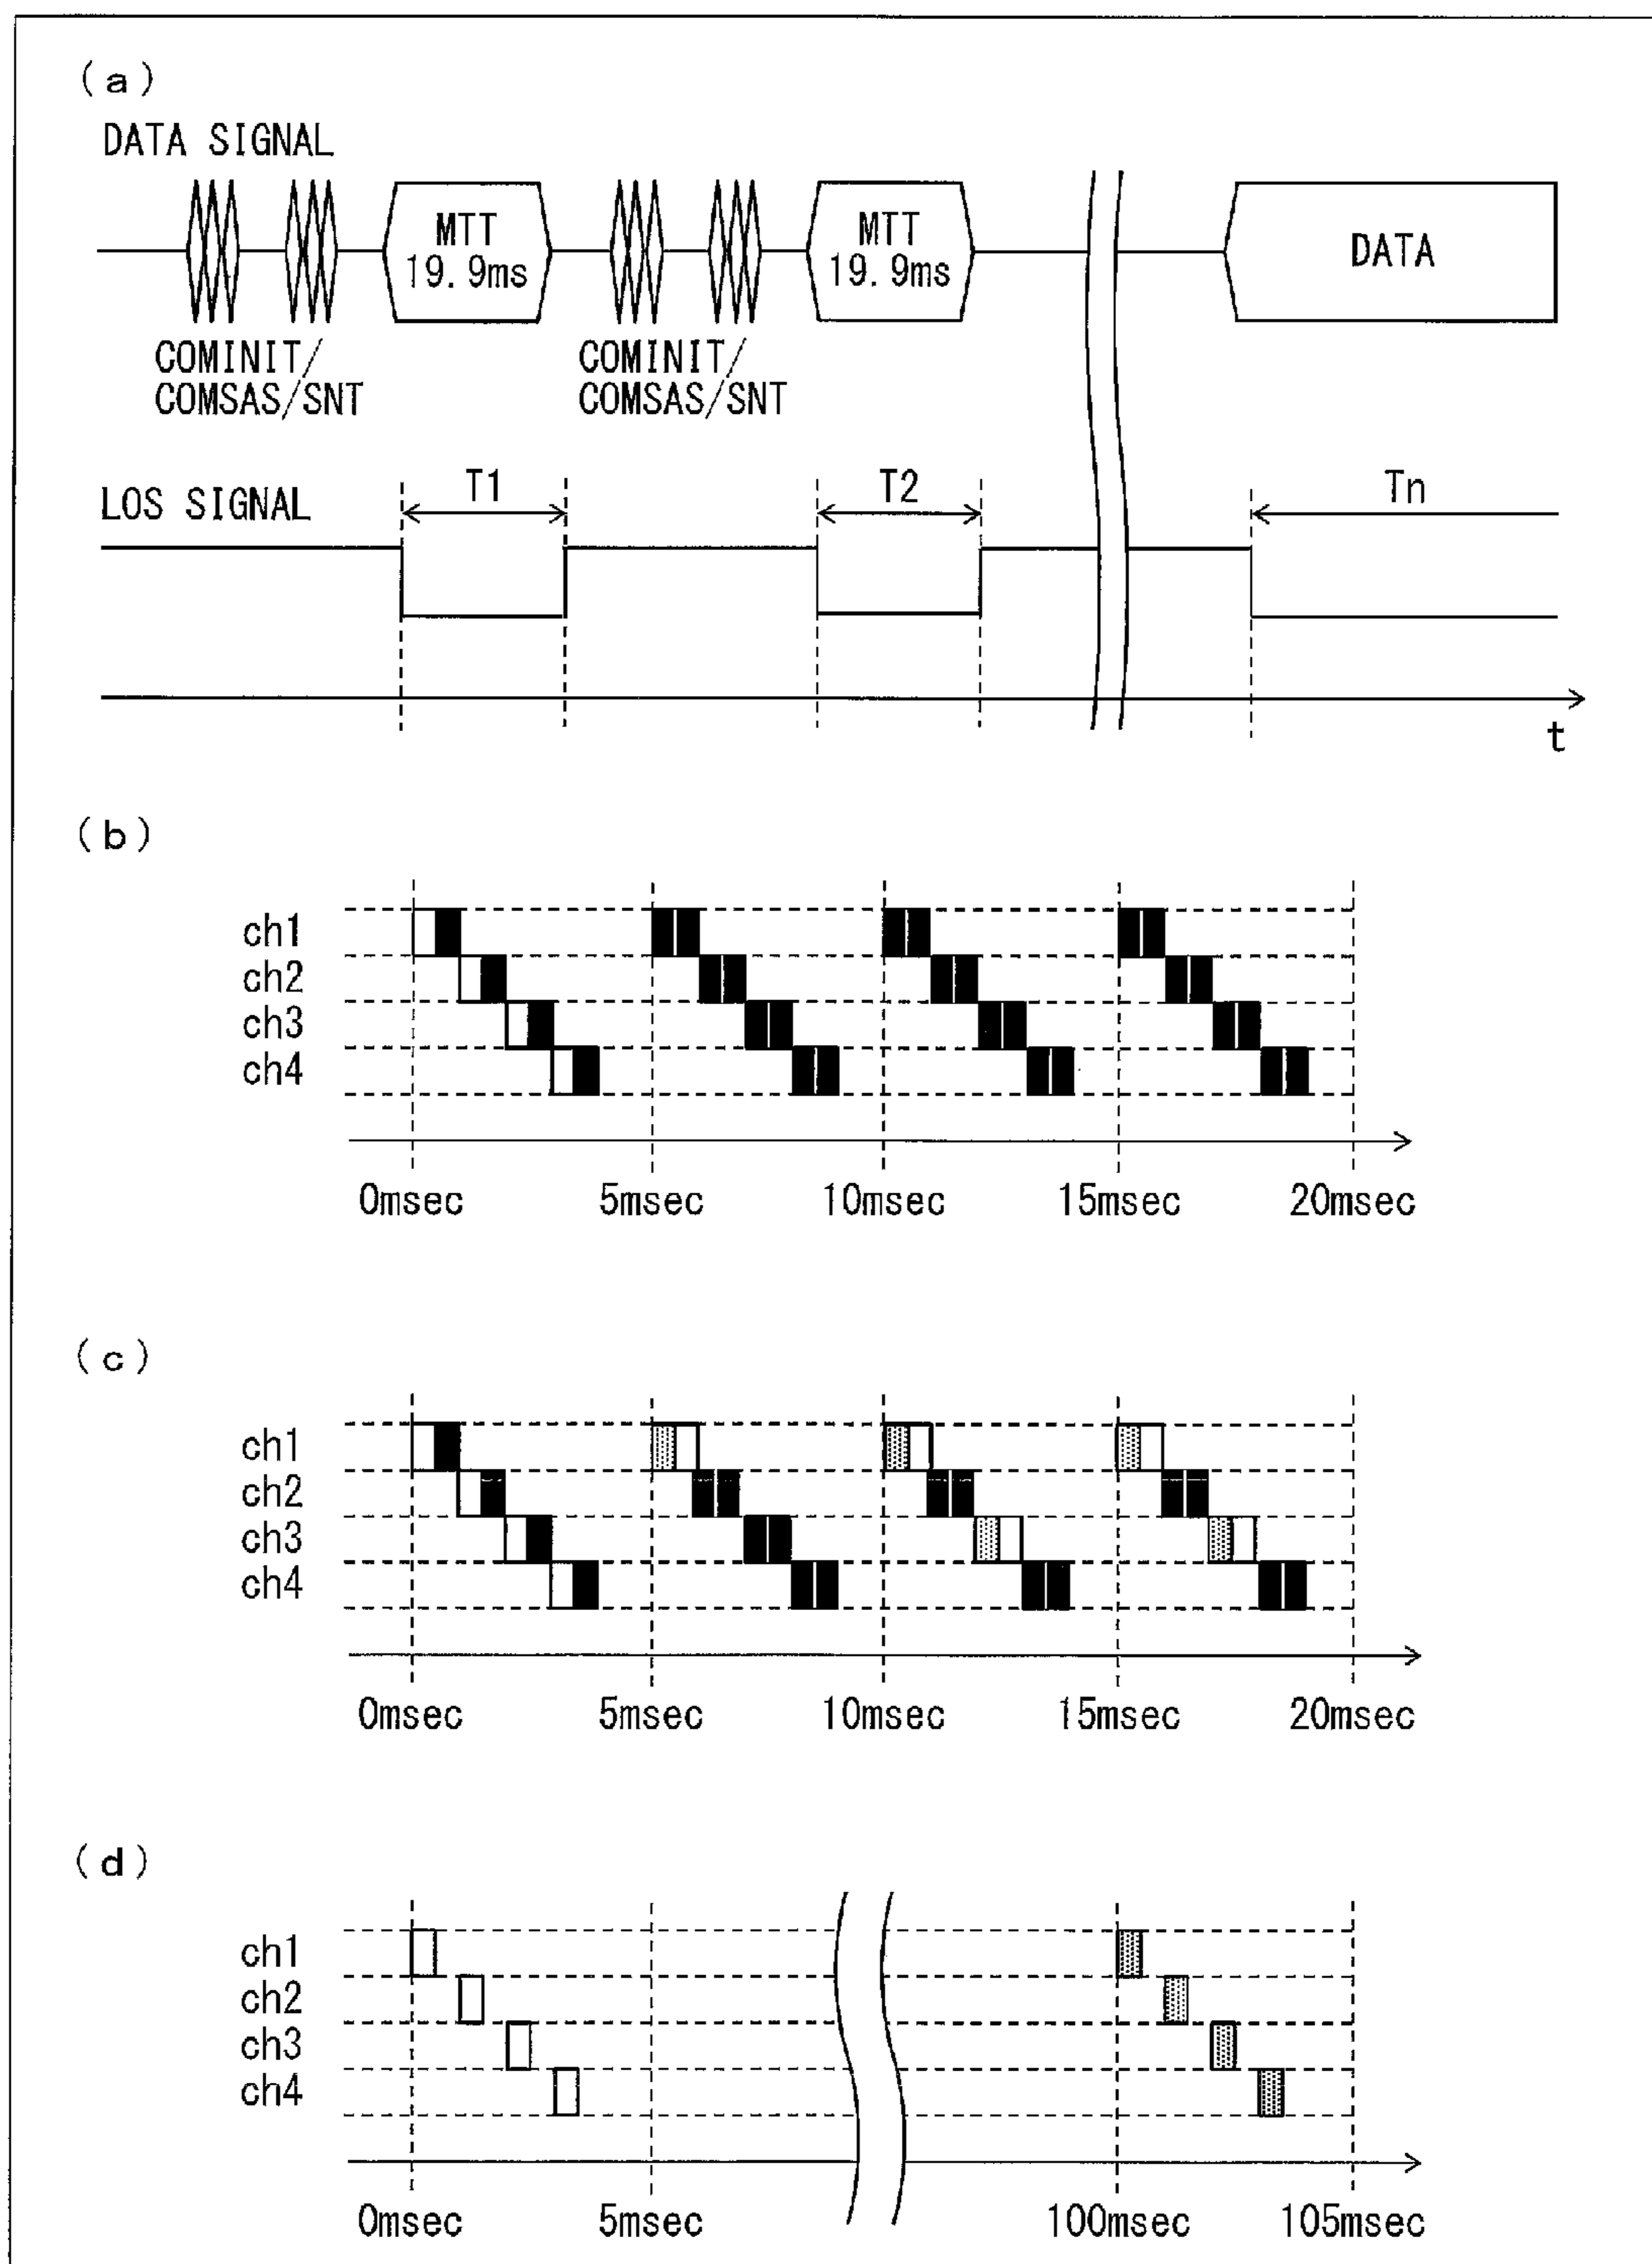 (a)
DATA SIGNAL
MTT
19.9ms
MTT
19.9ms
DATA
COMINIT/
COMSAS/SNT
COMINIT/
COMSAS/SNT
LOS SIGNAL
T1
T2
Tn
t
(b)
ch1
ch2
ch3
ch4
0msec 5msec 10msec 15msec 20msec
(c)
ch1
ch2
ch3
ch4
0msec 5msec 10msec 15msec 20msec
(d)
ch1
ch2
ch3
ch4
0msec 5msec 100msec 105msec